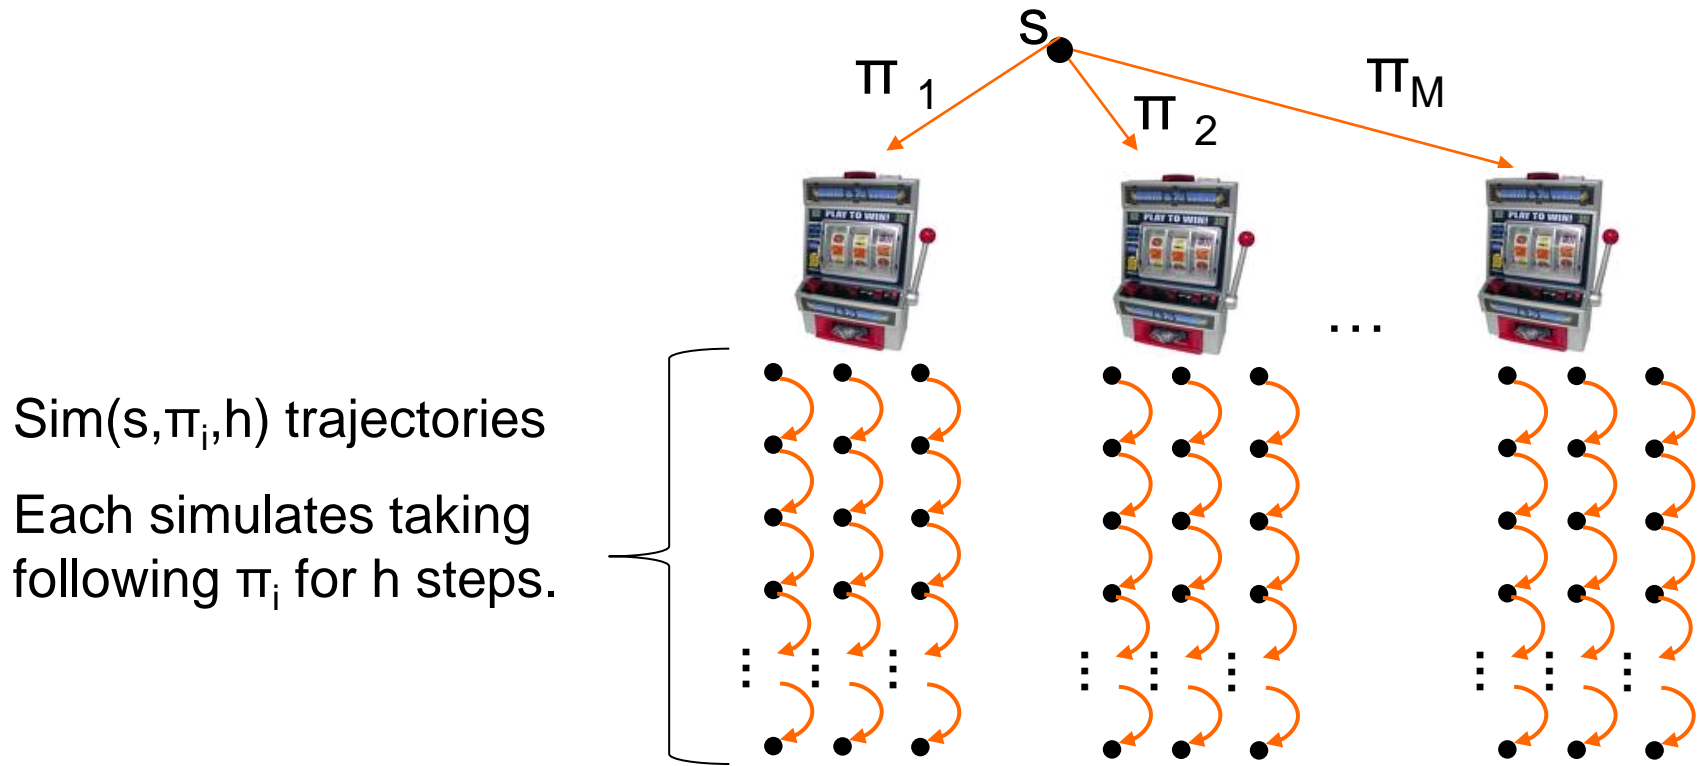 s
π 1
π 2
πM
PLAY TO WIN!
PLAY TO WIN!
PLAY TO WIN!
...
Sim(s,πi,h) trajectories
Each simulates taking
following πi for h steps.